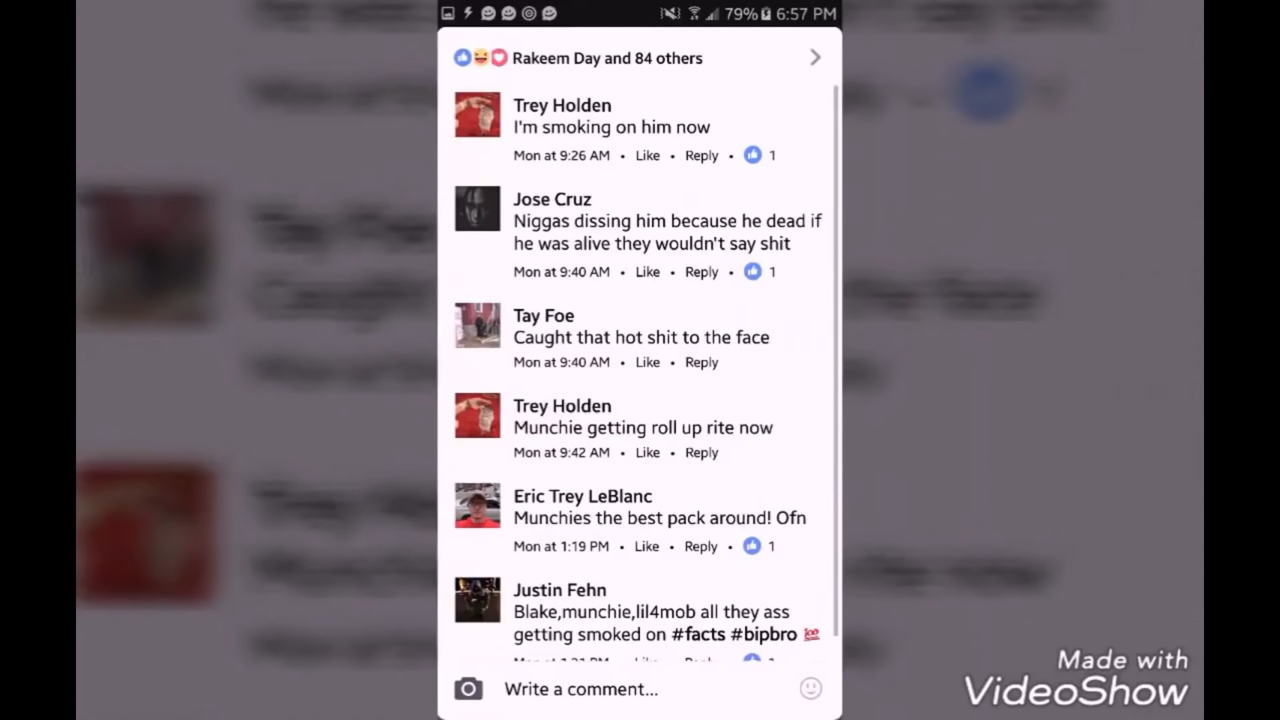 79% 6:57 PM
Rakeem Day and 84 others
Trey Holden
I'm smoking on him now
Mon at 9:26 AM • Like • Reply • 1
Jose Cruz
Niggas dissing him because he dead if
he was alive they wouldn't say shit
Mon at 9:40 AM • Like • Reply • 1
Tay Foe
Caught that hot shit to the face
Mon at 9:40 AM • Like • Reply
Trey Holden
Munchie getting roll up rite now
Mon at 9:42 AM • Like • Reply
Eric Trey LeBlanc
Munchies the best pack around! Ofn
Mon at 1:19 PM • Like • Reply • 1
Justin Fehn
Blake,munchie,lil4mob all they ass
getting smoked on #facts #bipbro 💯
Write a comment...
Made with
VideoShow